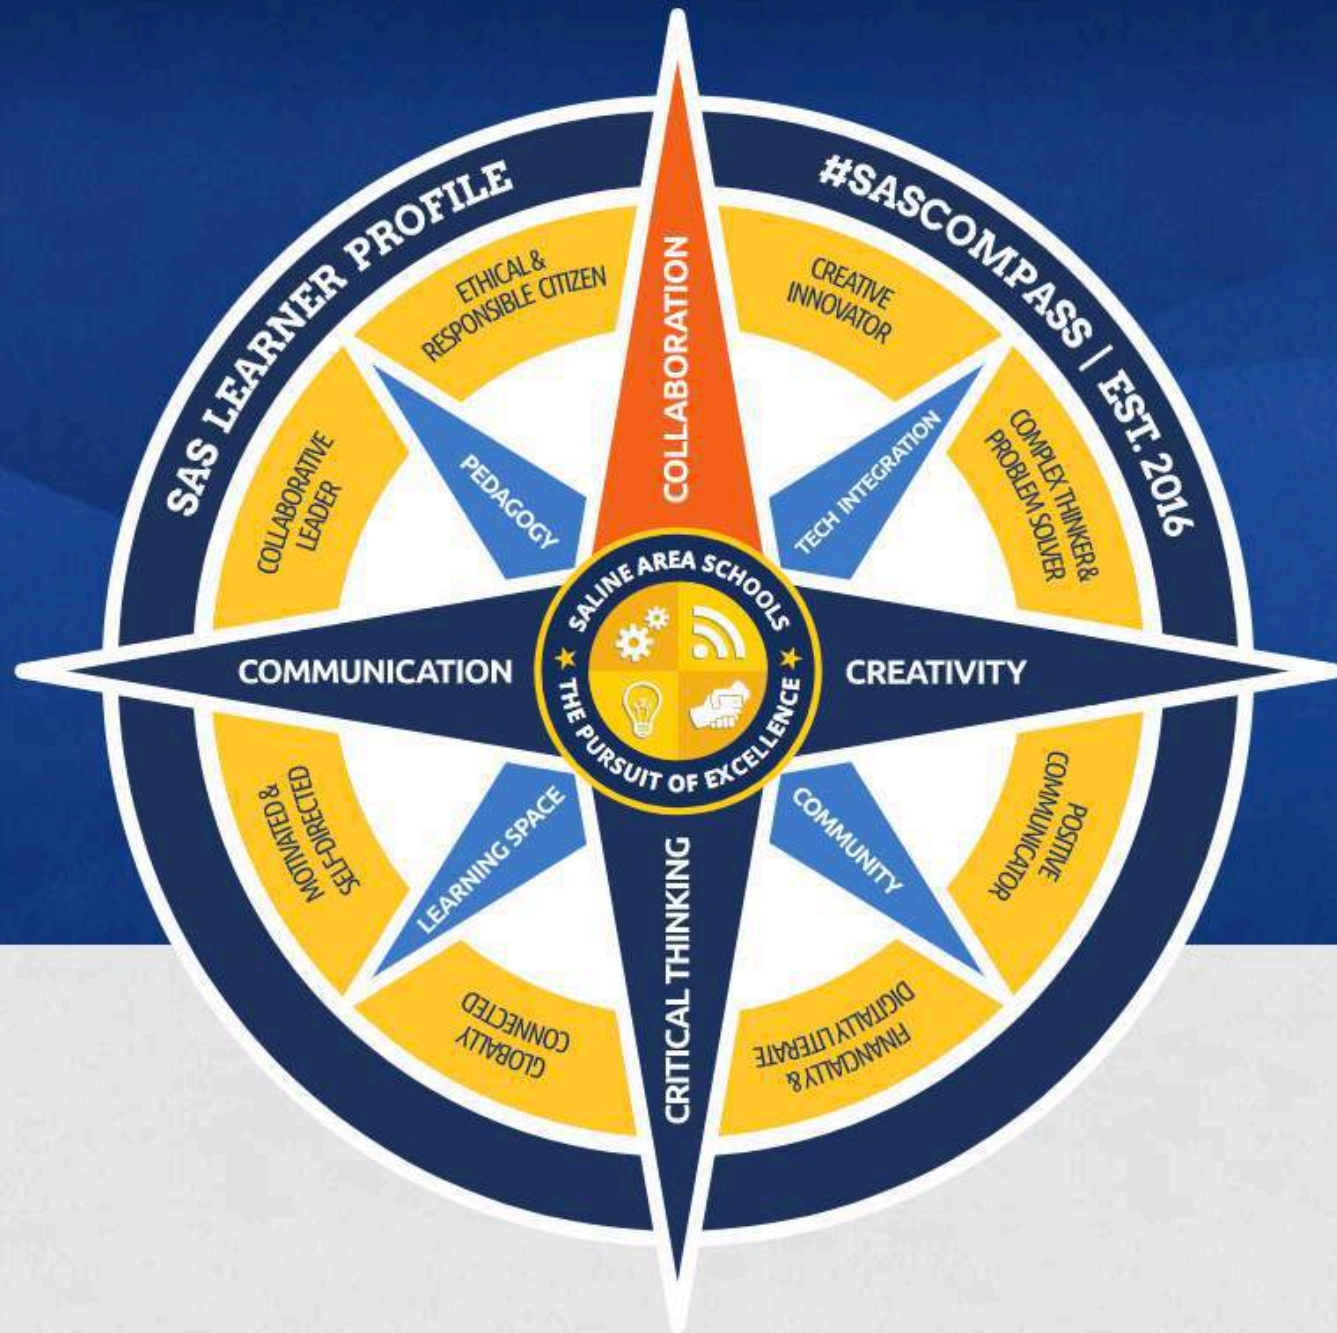 SAS LEARNER PROFILE
#SASCOMPASS | EST. 2016
COLLABORATION
ETHICAL &
RESPONSIBLE CITIZEN
CREATIVE
INNOVATOR
COLLABORATIVE
LEADER
PEDAGOGY
TECH INTEGRATION
COMPLEX THINKER &
PROBLEM SOLVER
SALINE AREA SCHOOLS
THE PURSUIT OF EXCELLENCE
COMMUNICATION
CREATIVITY
MOTIVATED &
SELF-DIRECTED
LEARNING SPACE
COMMUNITY
POSITIVE
COMMUNICATOR
CRITICAL THINKING
GLOBALLY
CONNECTED
FINANCIALLY &
DIGITALLY LITERATE